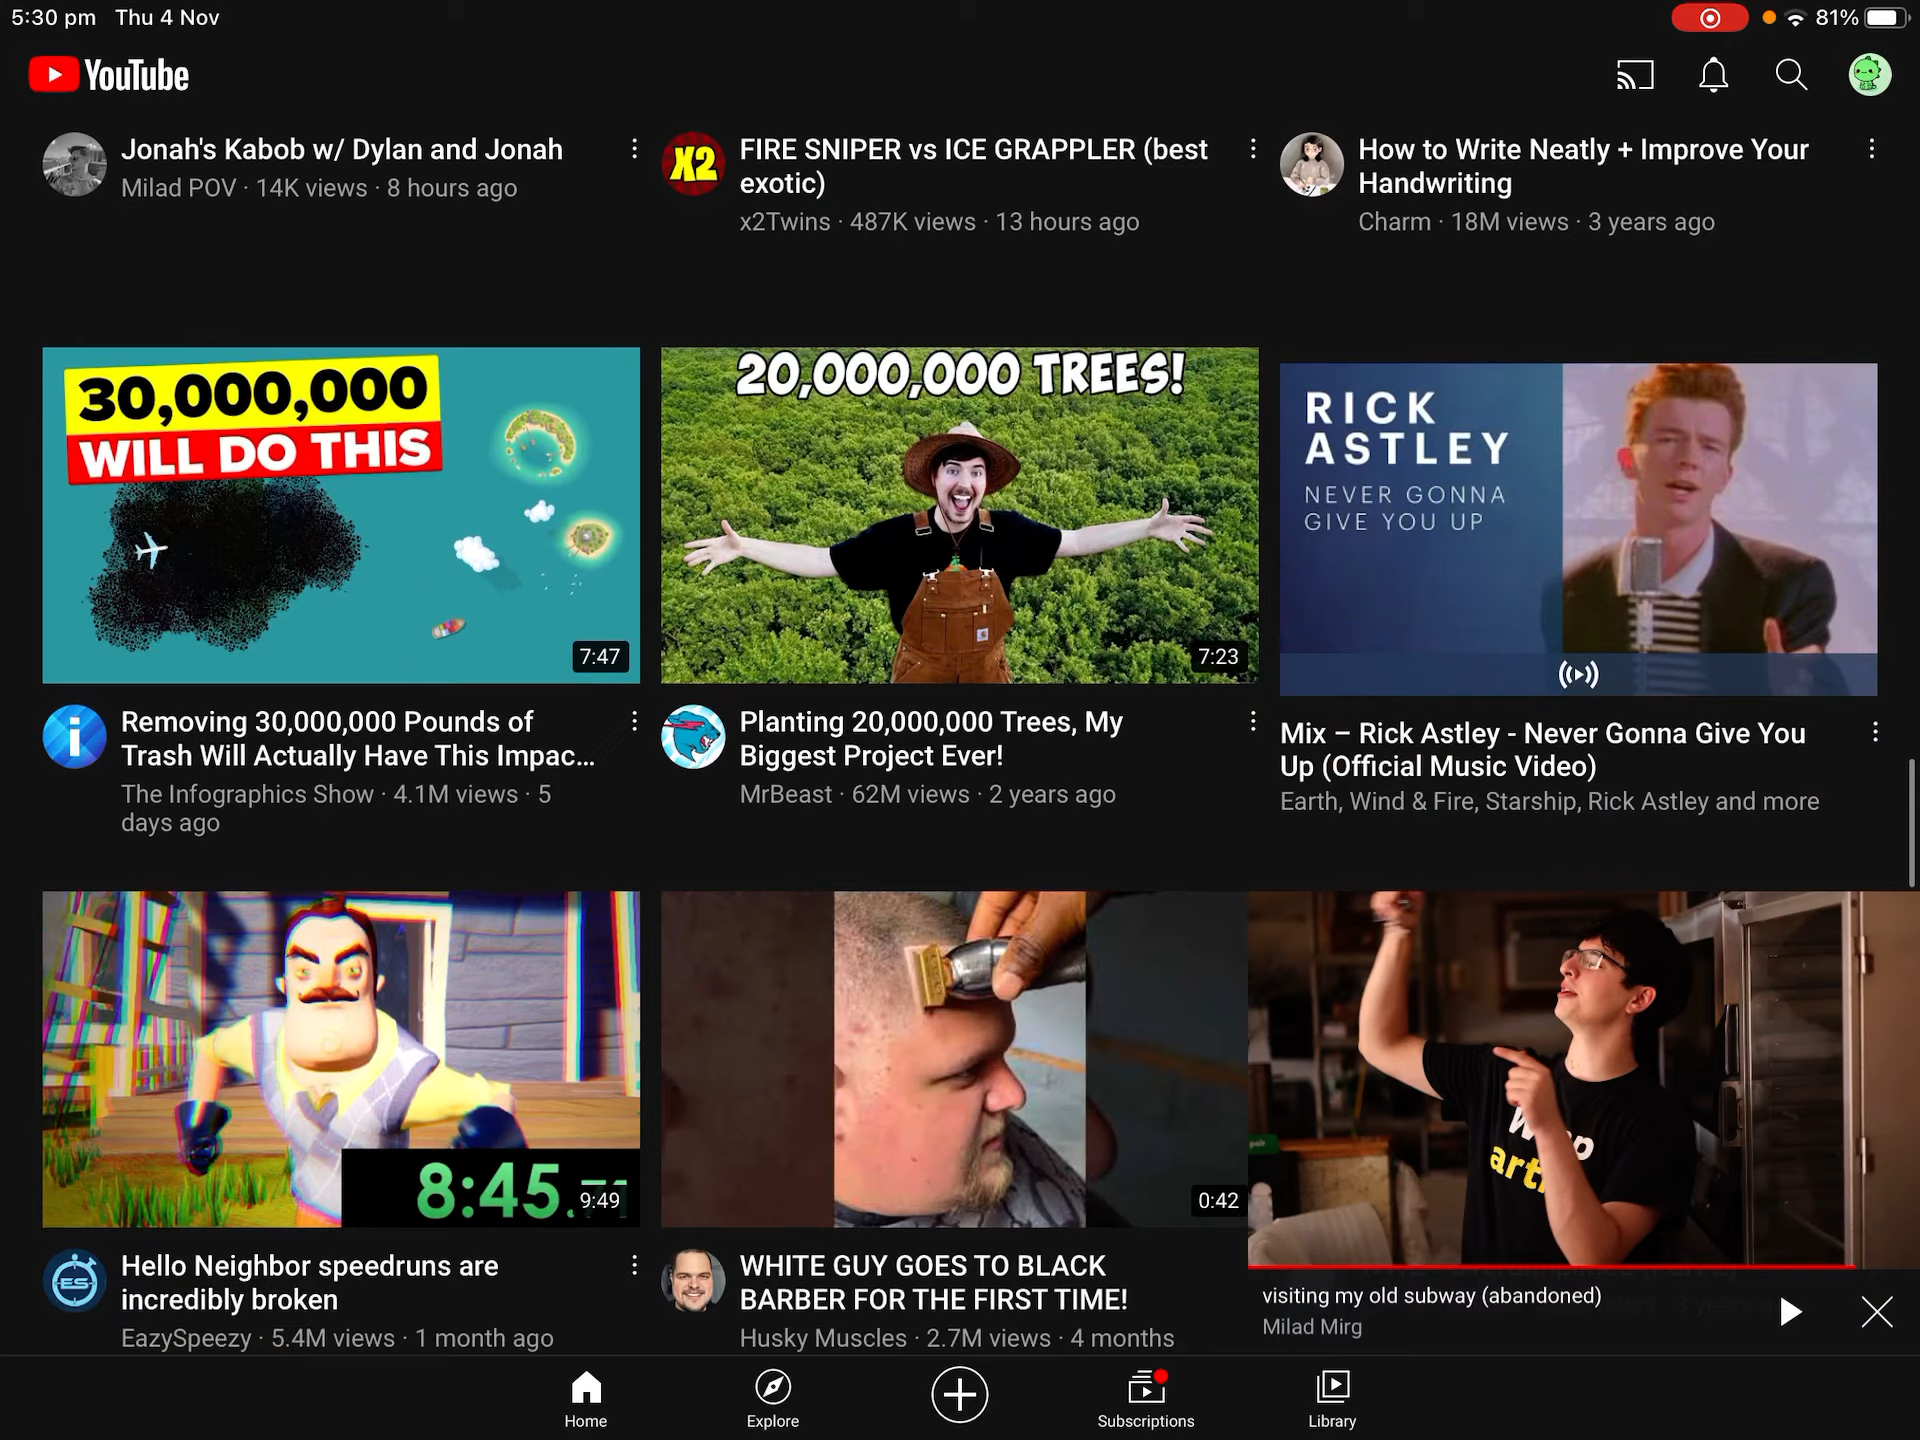 5:30 pm Thu 4 Nov
81%
YouTube
Jonah's Kabob w/ Dylan and Jonah
Milad POV · 14K views · 8 hours ago
X2
FIRE SNIPER vs ICE GRAPPLER (best
exotic)
x2Twins · 487K views · 13 hours ago
How to Write Neatly + Improve Your
Handwriting
Charm · 18M views · 3 years ago
30,000,000
WILL DO THIS
7:47
20,000,000 TREES!
7:23
RICK
ASTLEY
NEVER GONNA
GIVE YOU UP
i
Removing 30,000,000 Pounds of
Trash Will Actually Have This Impac...
The Infographics Show · 4.1M views · 5
days ago
Planting 20,000,000 Trees, My
Biggest Project Ever!
MrBeast · 62M views · 2 years ago
Mix – Rick Astley - Never Gonna Give You
Up (Official Music Video)
Earth, Wind & Fire, Starship, Rick Astley and more
8:45
9:49
0:42
ES
Hello Neighbor speedruns are
incredibly broken
EazySpeezy · 5.4M views · 1 month ago
WHITE GUY GOES TO BLACK
BARBER FOR THE FIRST TIME!
Husky Muscles · 2.7M views · 4 months
visiting my old subway (abandoned)
Milad Mirg
Home
Explore
Subscriptions
Library